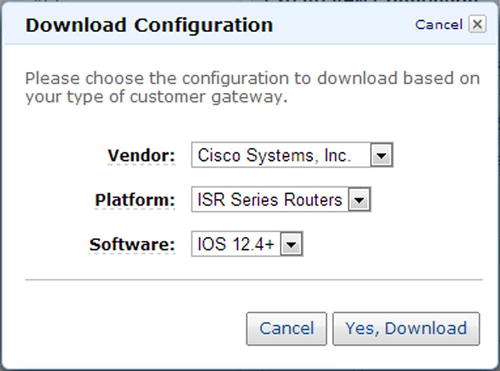 Download Configuration Cancel
Please choose the configuration to download based on
your type of customer gateway.
Vendor: Cisco Systems, Inc.
Platform: ISR Series Routers
Software: IOS 12.4+
Cancel Yes, Download